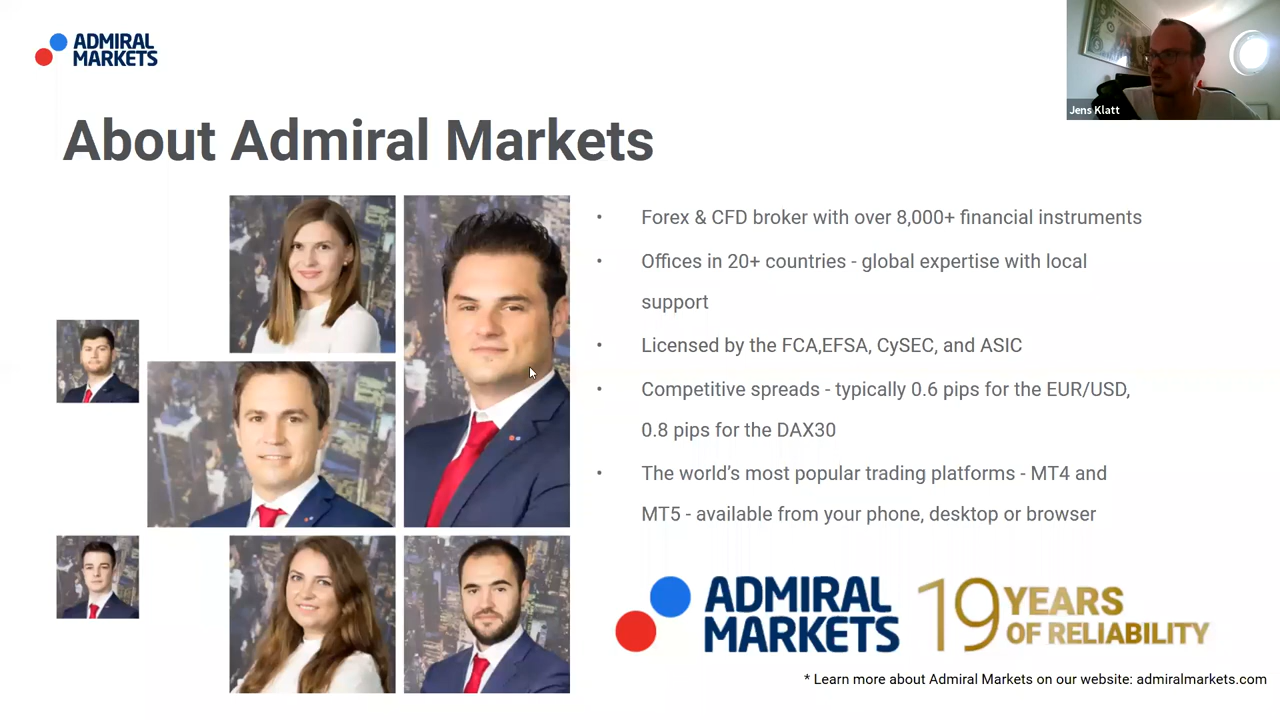 ADMIRAL
MARKETS
Jens Klatt
About Admiral Markets
• Forex & CFD broker with over 8,000+ financial instruments
• Offices in 20+ countries - global expertise with local
support
• Licensed by the FCA,EFSA, CySEC, and ASIC
• Competitive spreads - typically 0.6 pips for the EUR/USD,
0.8 pips for the DAX30
• The world’s most popular trading platforms - MT4 and
MT5 - available from your phone, desktop or browser
ADMIRAL
MARKETS
19 YEARS
OF RELIABILITY
* Learn more about Admiral Markets on our website: admiralmarkets.com